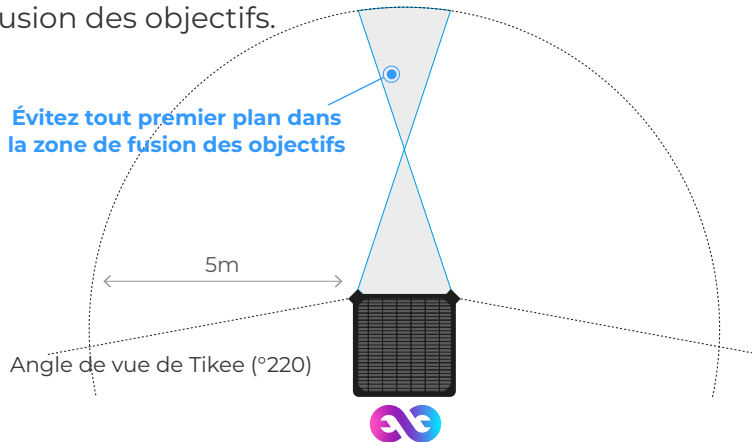 usion des objectifs.
Évitez tout premier plan dans
la zone de fusion des objectifs
5m
Angle de vue de Tikee (°220)